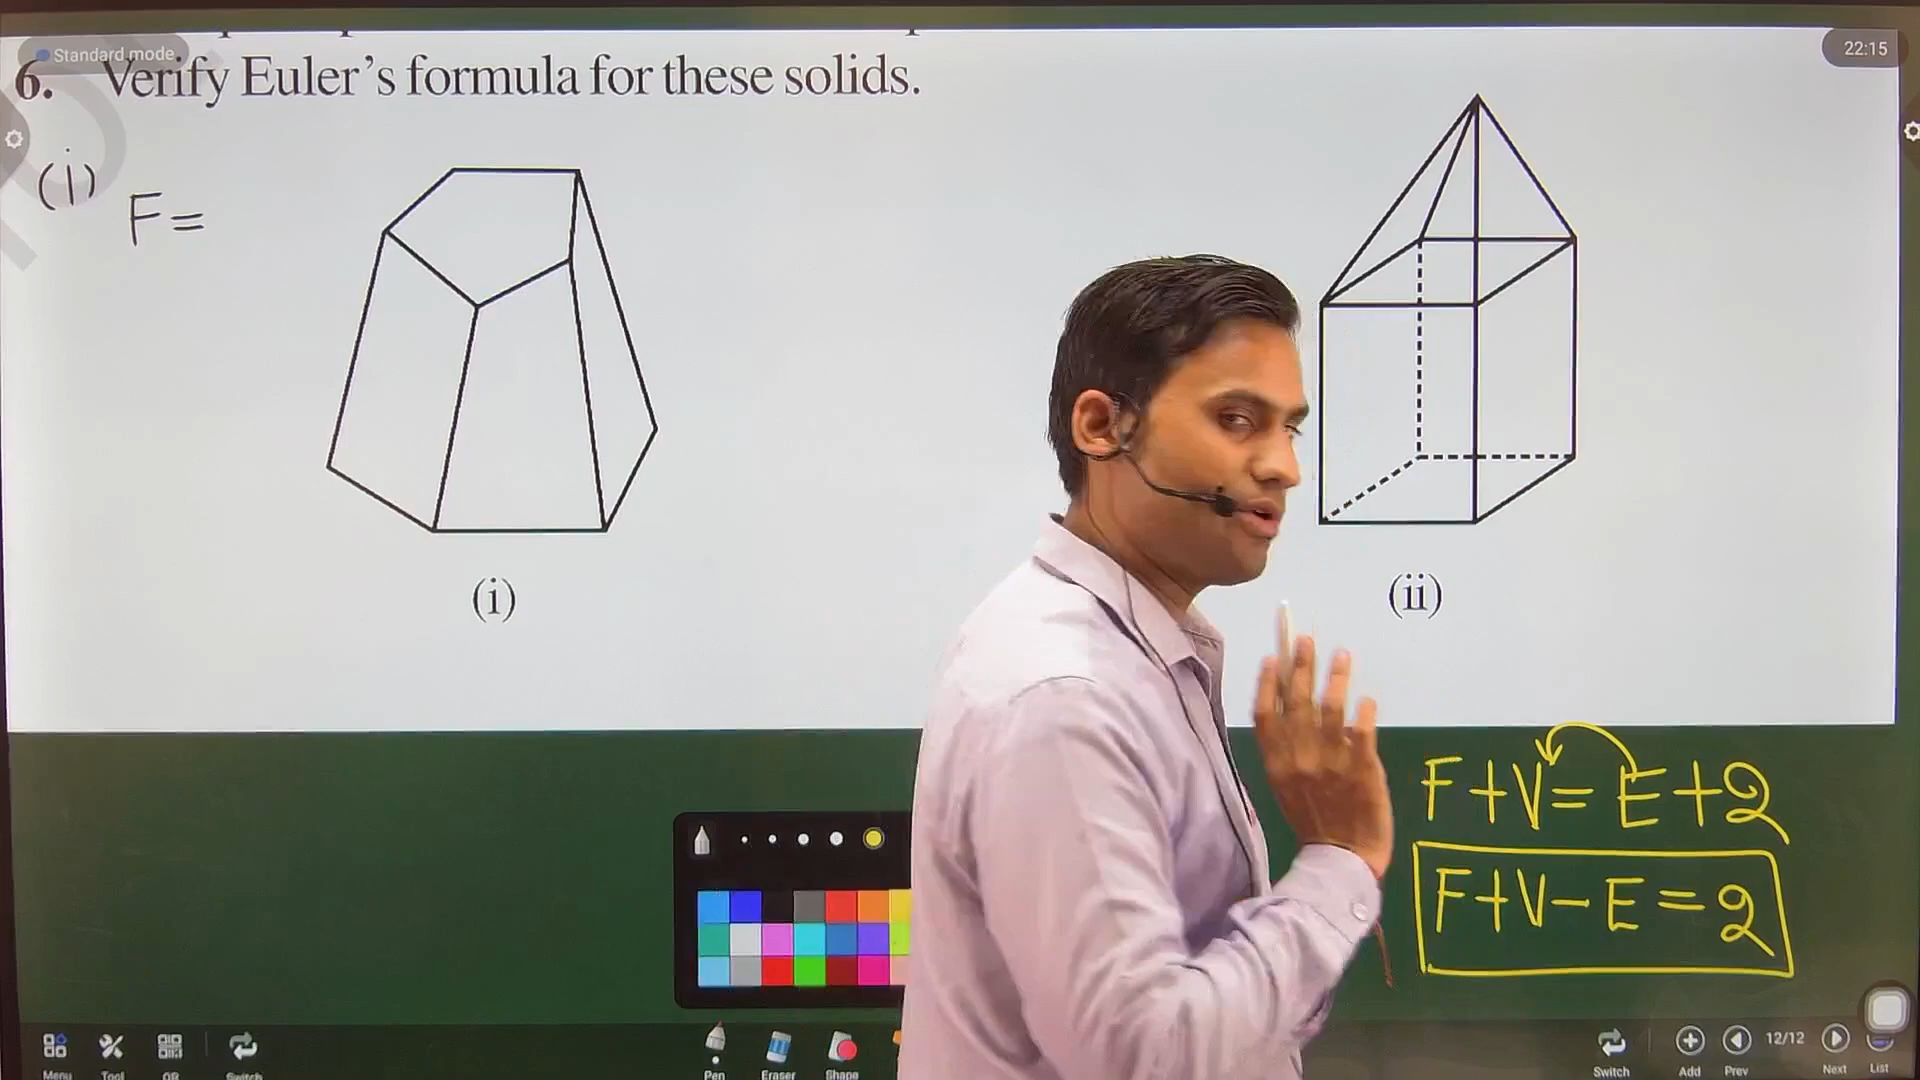 Standard mode
22:15
6. Verify Euler's formula for these solids.
(i)
F=
(i)
(ii)
F+V=E+2
F+V-E=2
Menu
Tool
QR
Switch
Pen
Eraser
Shape
Switch
Add
Prev
12/12
Next
List